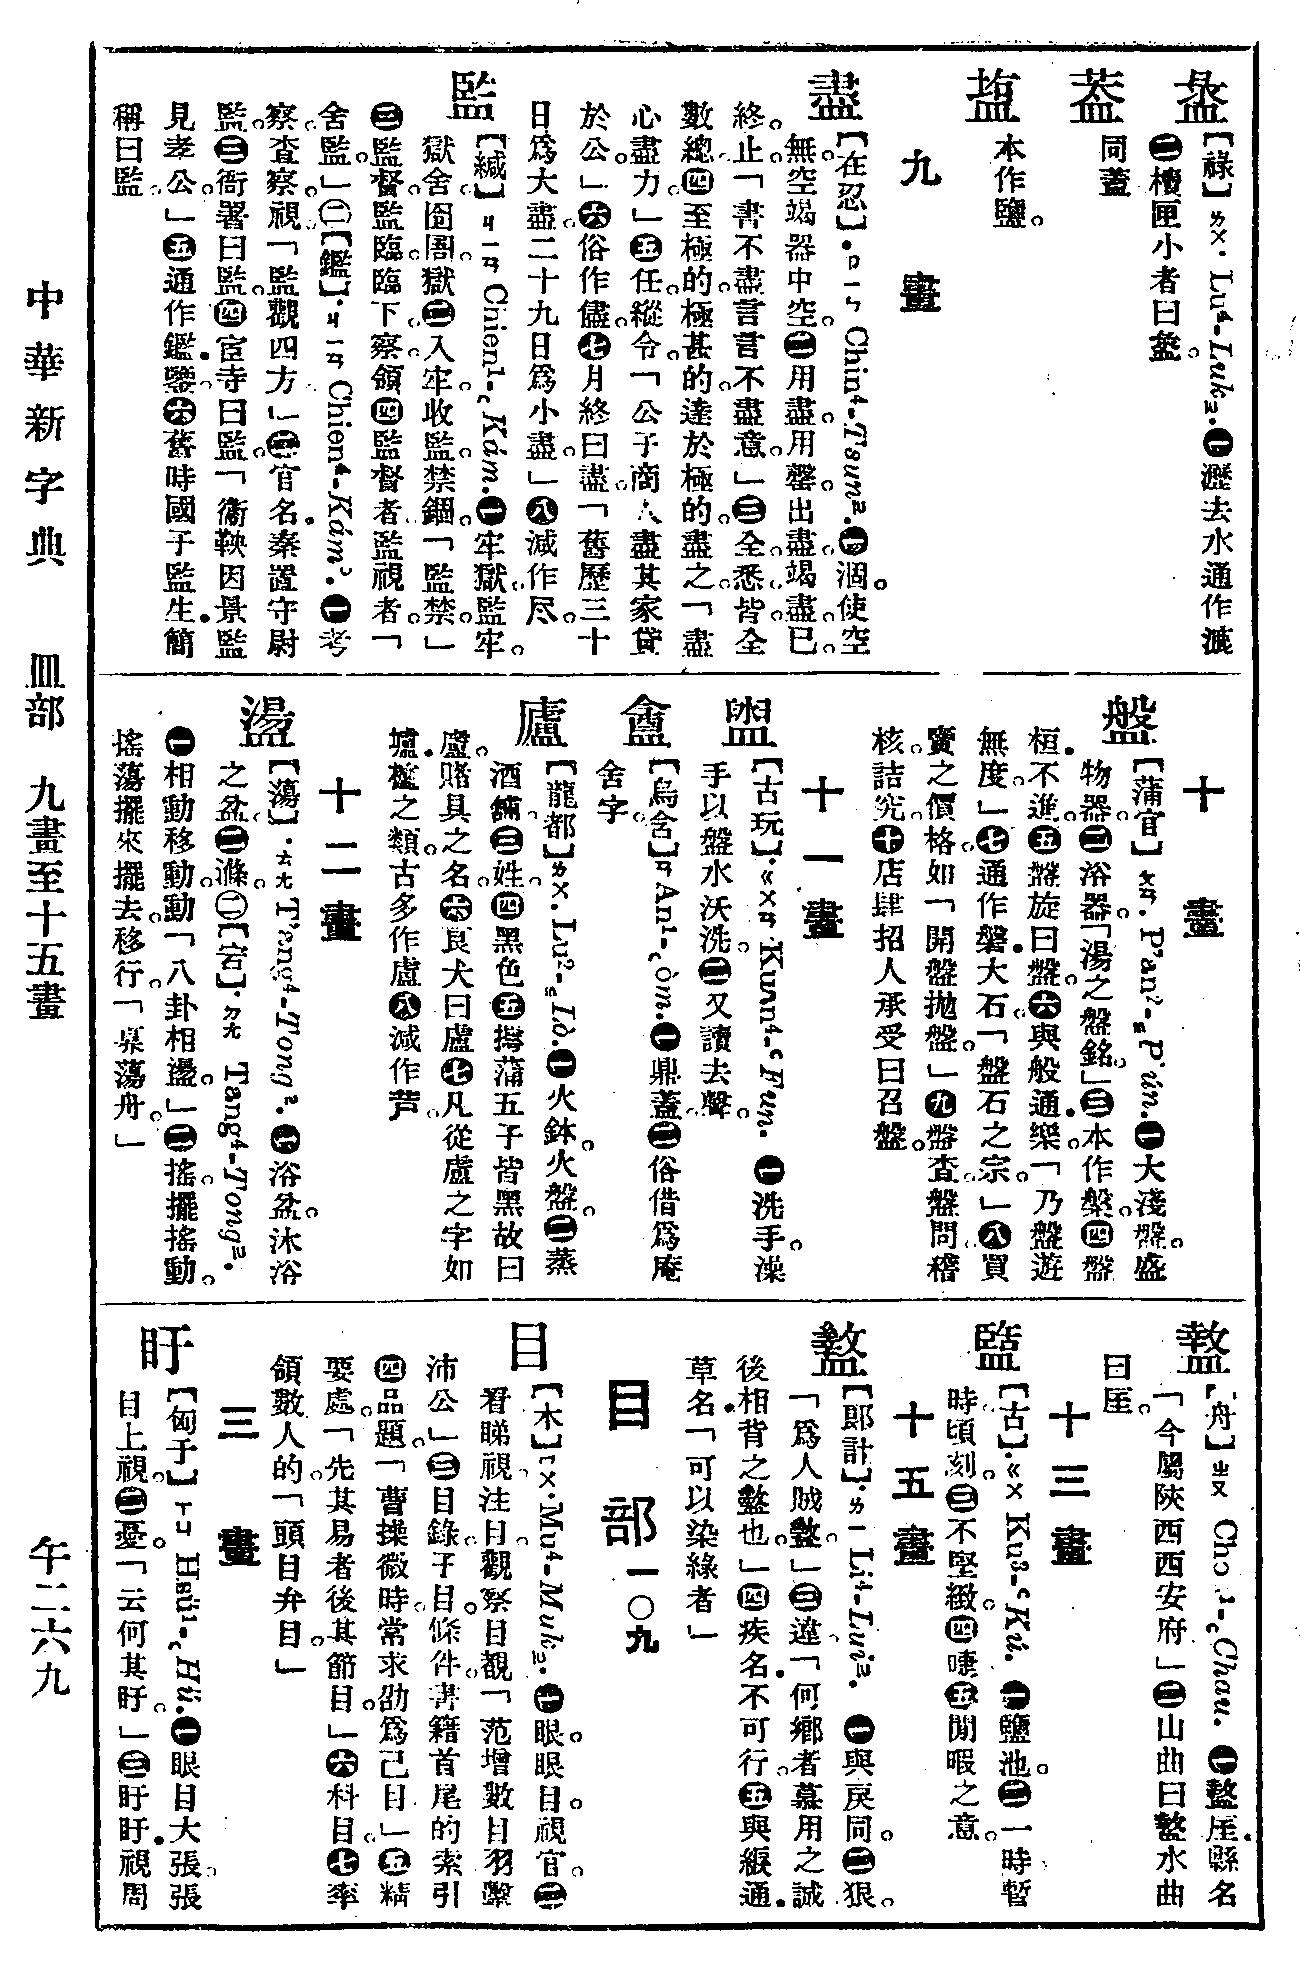 盝
【祿】ㄌㄨ· Lu⁴-Luk₌.㊀瀝去水通作漉
㊁櫝匣小者曰盝。
葢
同蓋
塩
本作鹽。
九畫
盡
【在忍】·ㄗㄧㄣ Chin⁴-Tsun².㊀涸。使空
無。空竭器中空。㊁用盡。用罄。出盡。竭盡。已
終。止。「書不盡言言不盡意」㊂全。悉。皆。全
數。總。㊃至極的。極甚的。達於極的。盡之「盡
心盡力。」㊄任。縱令。「公子商人盡其家貸
於公。」㊅俗作儘。㊆月終曰盡。「舊歷三十
日爲大盡。二十九日爲小盡。」㊇減作尽。
監
【緘】ㄐㄧㄢ Chien¹-꜀Kám.㊀牢獄。監牢。
獄舍。囹圄。獄㊁入牢。收監。禁錮。「監禁。」
㊂監督。監臨。臨下。察。領㊃監督者。監視者。「
舍監。」㊁【鑑】·ㄐㄧㄢ Chien⁴-Kám².㊀考
察。査察。視「監觀四方」㊁官名。秦置守尉
監。㊂衙署曰監。㊃宦寺曰監。「衞鞅因景監
見孝公。」㊄通作鑑.鑒。㊅舊時國子監生.簡
稱曰監。
十畫
盤
【蒲官】ㄆㄢ. P'an²-₌P'ún.㊀大淺盤。盛
物器。㊁浴器。「湯之盤銘。」㊂本作槃。㊃盤
桓.不進。㊄盤旋曰盤。㊅與般通.樂。「乃盤遊
無度。」㊆通作磐.大石。「盤石之宗。」㊇買
賣之價格。如「開盤拋盤。」㊈盤査。盤問。稽
核。詰究。㊉店肆招人承受曰召盤。
十一畫
盥
【古玩】·ㄍㄨㄢ·Kuan⁴-꜂Fun. ㊀洗手。澡
手以盤水沃洗。㊁又讀去聲。
盦
【烏含】ㄢ An¹-꜀óm.㊀鼎蓋。㊁俗借爲庵
舍字。
廬
【龍都】ㄌㄨ. Lu²-₌Lò.㊀火鉢。火盤。㊁蒸
酒鋪。㊂姓。㊃黑色㊄摴蒲五子皆黑故曰
盧。賭具之名。㊅良犬曰盧㊆凡從盧之字如
壚.櫨之類。古多作盧㊇減作芦。
十二畫
盪
【蕩】·ㄊㄤ T'ang⁴-Tong².㊀浴盆。沐浴
之盆。㊁滌。㊁【宕】·ㄉㄤ Tang⁴-Tong².
㊀相動。移動。動「八卦相盪。」㊁搖。擺。搖動。
搖蕩。擺來擺去。移行。「奡蕩舟。」
盩
【舟】ㄓㄡ Cho¹-꜀Chau. ㊀盩厔.縣名
「今屬陝西西安府」㊁山曲曰盩水曲
曰厔。
十三畫
盬
【古】·ㄍㄨ Ku³-꜂Kú. ㊀鹽池。㊁一時暫
時.頃刻。㊂不堅緻。㊃啑㊄閒暇之意。
十五畫
盭
【郞計】·ㄌㄧ Li⁴-Lui². ㊀與戾同。㊁狠。
「爲人賊盭。」㊂違「何鄉者慕用之誠
後相背之盭也。」㊃疾名.不可行。㊄與綟通.
草名「可以染綠者」
目部一〇九
目
【木】ㄇㄨ· Mu⁴-Muk₌. ㊀眼。眼目。視官。㊁
看.睇視。注目。觀察。目覩「范增數目羽擊
沛公。」㊂目錄。子目。條件。書籍首尾的索引
㊃品題。「曹操微時。常求劭爲己目」㊄精
要處。「先其易者後其節目。」㊅科目。㊆率
領數人的。「頭目.弁目。」
三畫
盱
【匈于】ㄒㄩ Hsü¹-꜀Hü.㊀眼目大張。張
目上視。㊁憂。「云何其盱。」㊂盱盱.視周
中華新字典　皿部　九畫至十五畫　午二六九